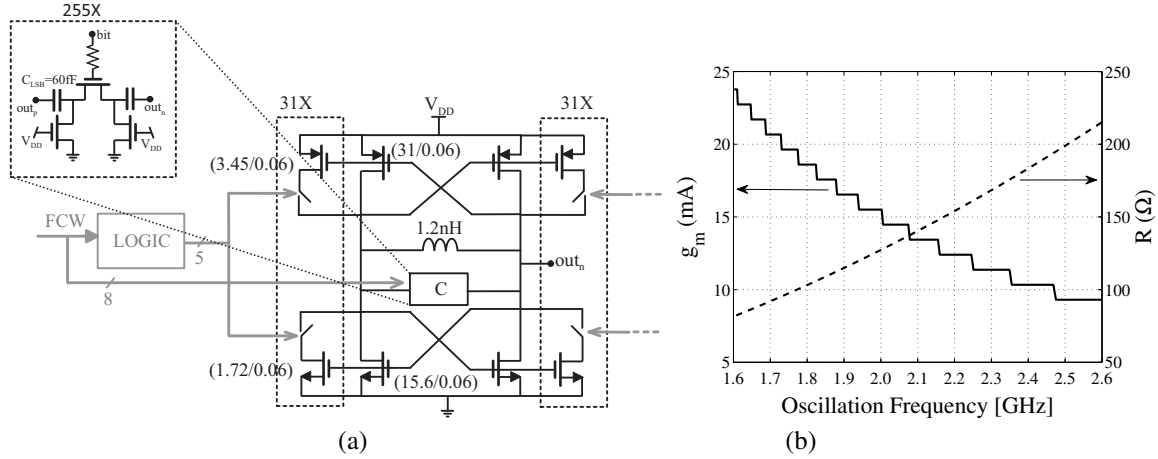 255X
bit
C_LSB=60fF
out_p
out_n
V_DD
V_DD
31X
V_DD
31X
(3.45/0.06)
(31/0.06)
FCW
LOGIC
5
8
1.2nH
out_n
C
(1.72/0.06)
(15.6/0.06)
(a)
25
20
15
10
5
g_m (mA)
250
200
150
100
50
R (Ω)
1.6 1.7 1.8 1.9 2.0 2.1 2.2 2.3 2.4 2.5 2.6
Oscillation Frequency [GHz]
(b)